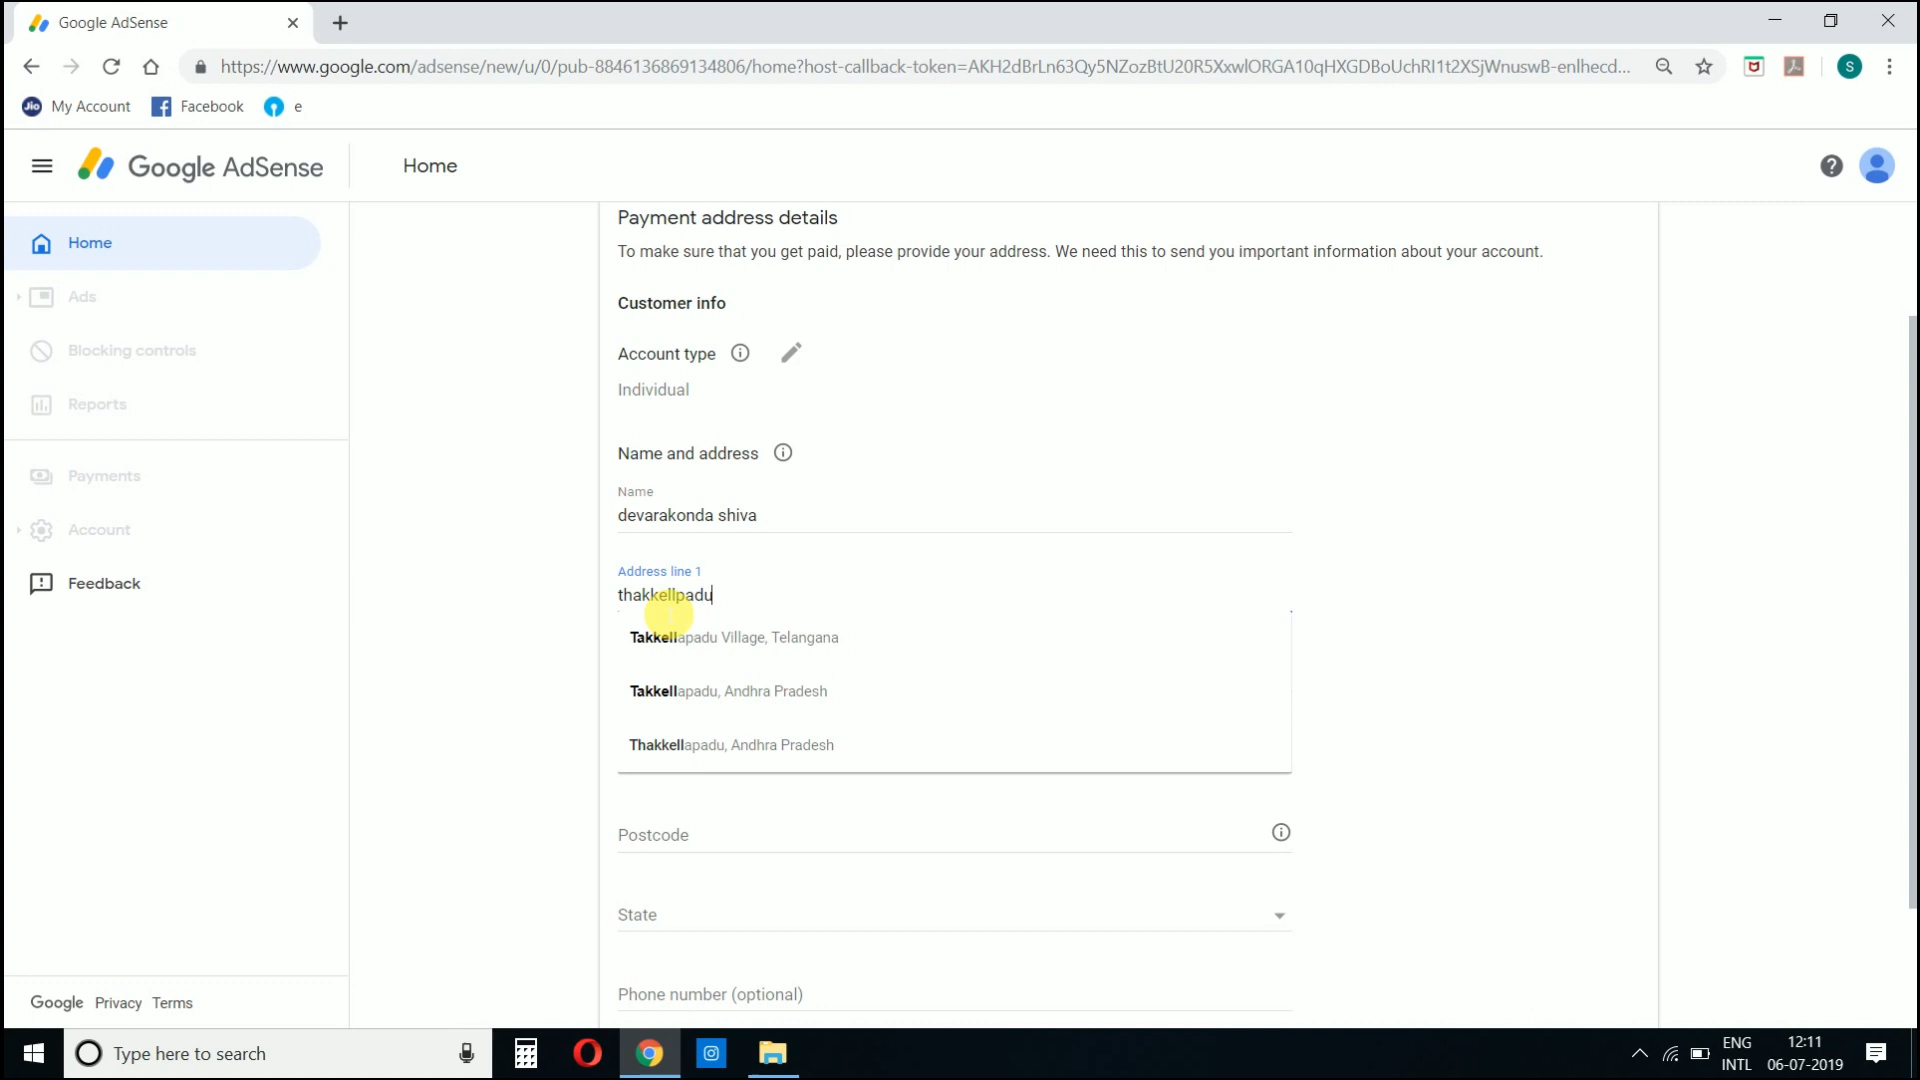 Google AdSense
https://www.google.com/adsense/new/u/0/pub-8846136869134806/home?host-callback-token=AKH2dBrLn63Qy5NZozBtU20R5XxwlORGA10qHXGDBoUchRI1t2XSjWnuswB-enlhecd...
S
Jio My Account Facebook e
Google AdSense
Home
Home
Ads
Blocking controls
Reports
Payments
Account
Feedback
Google Privacy Terms
Payment address details
To make sure that you get paid, please provide your address. We need this to send you important information about your account.
Customer info
Account type
Individual
Name and address
Name
devarakonda shiva
Address line 1
thakkellpadu
Takkellapadu Village, Telangana
Takkellapadu, Andhra Pradesh
Thakkellapadu, Andhra Pradesh
Postcode
State
Phone number (optional)
Type here to search
ENG
INTL
12:11
06-07-2019